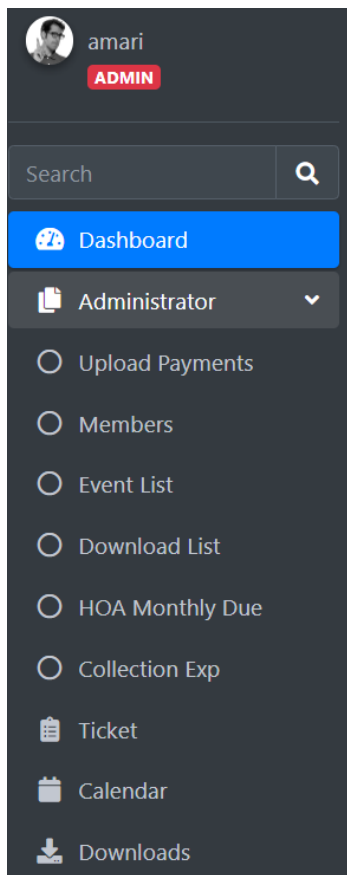 amari
ADMIN
Search
Dashboard
Administrator
Upload Payments
Members
Event List
Download List
HOA Monthly Due
Collection Exp
Ticket
Calendar
Downloads